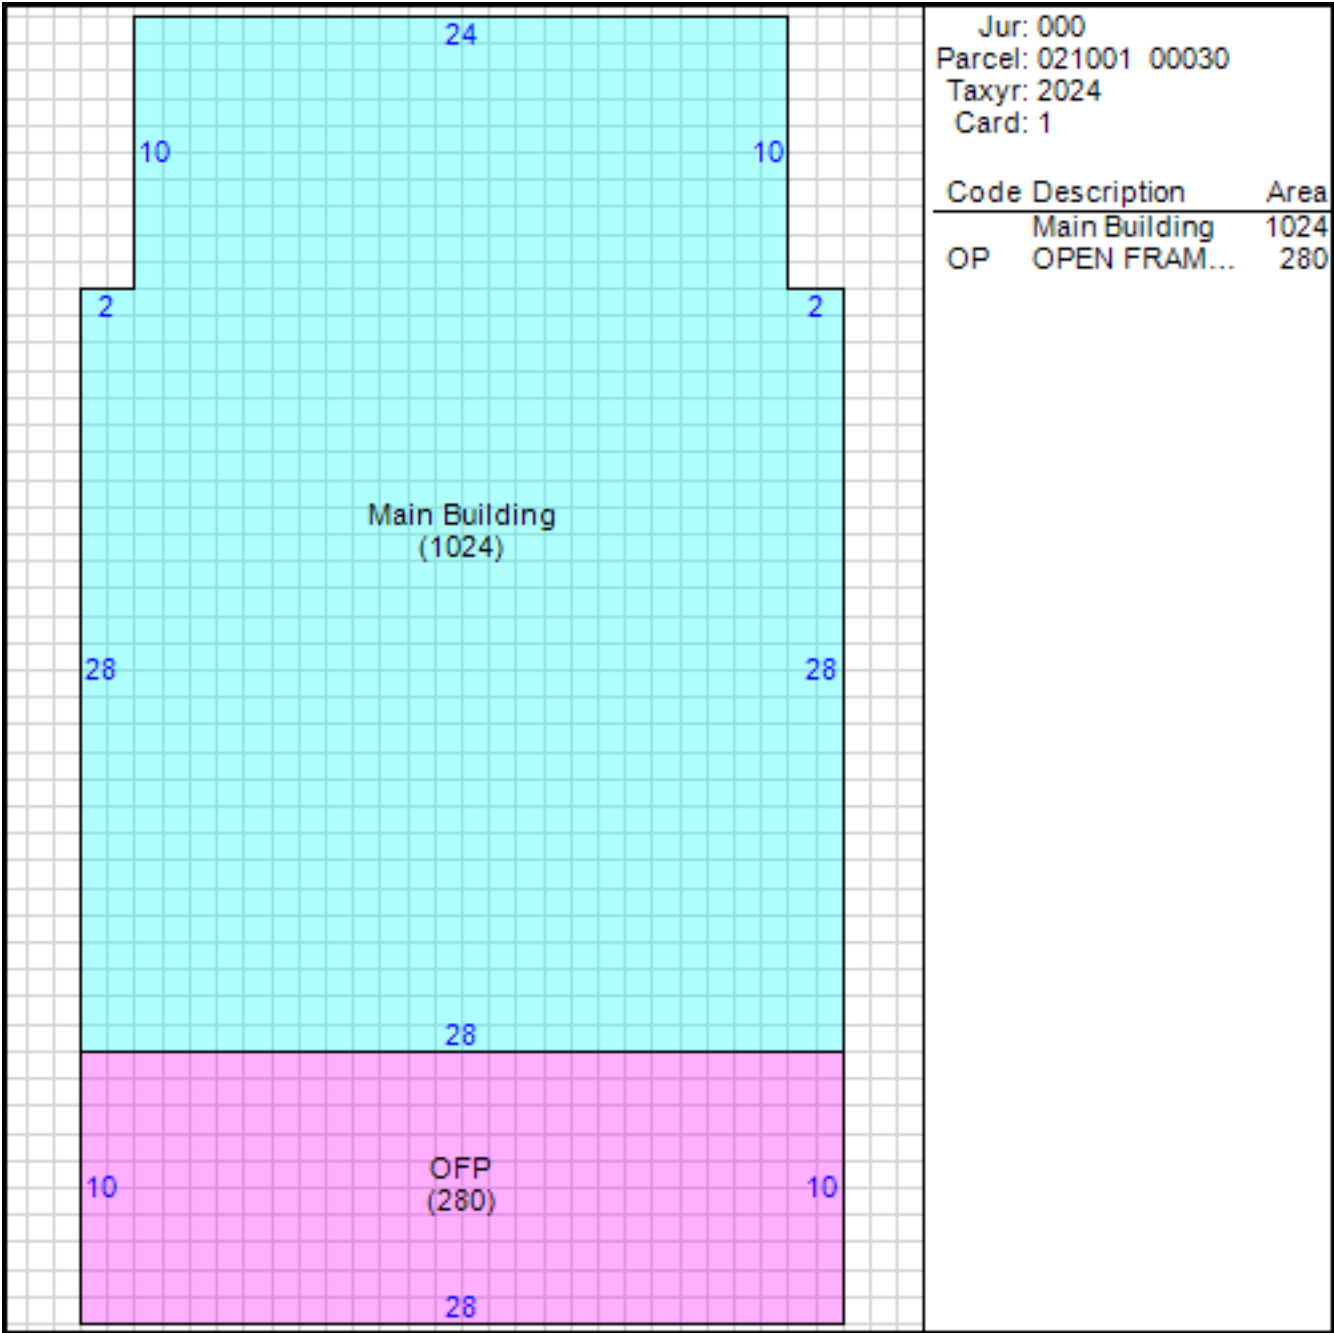 24
10 10
2 2
Main Building
(1024)
28 28
28
OFP
(280)
10 10
28
Jur: 000
Parcel: 021001 00030
Taxyr: 2024
Card: 1
Code Description Area
Main Building 1024
OP OPEN FRAM... 280